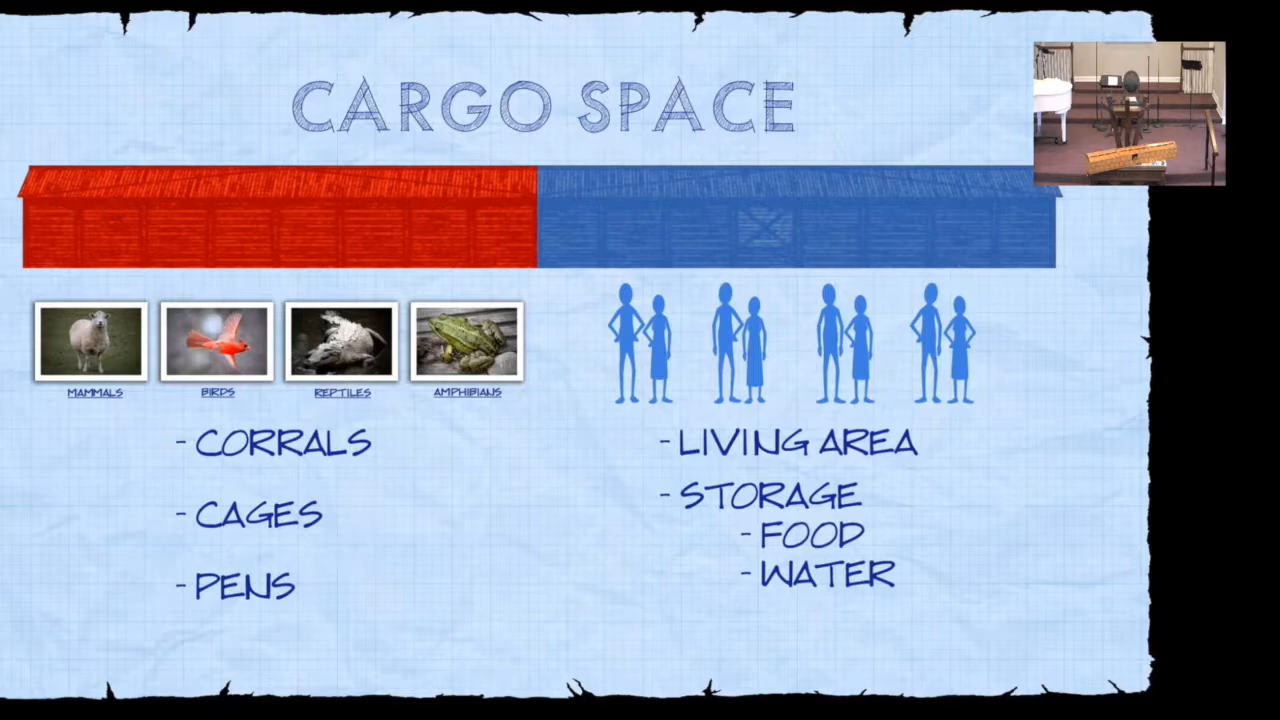 CARGO SPACE
MAMMALS
BIRDS
REPTILES
AMPHIBIANS
- CORRALS
- CAGES
- PENS
- LIVING AREA
- STORAGE
- FOOD
- WATER